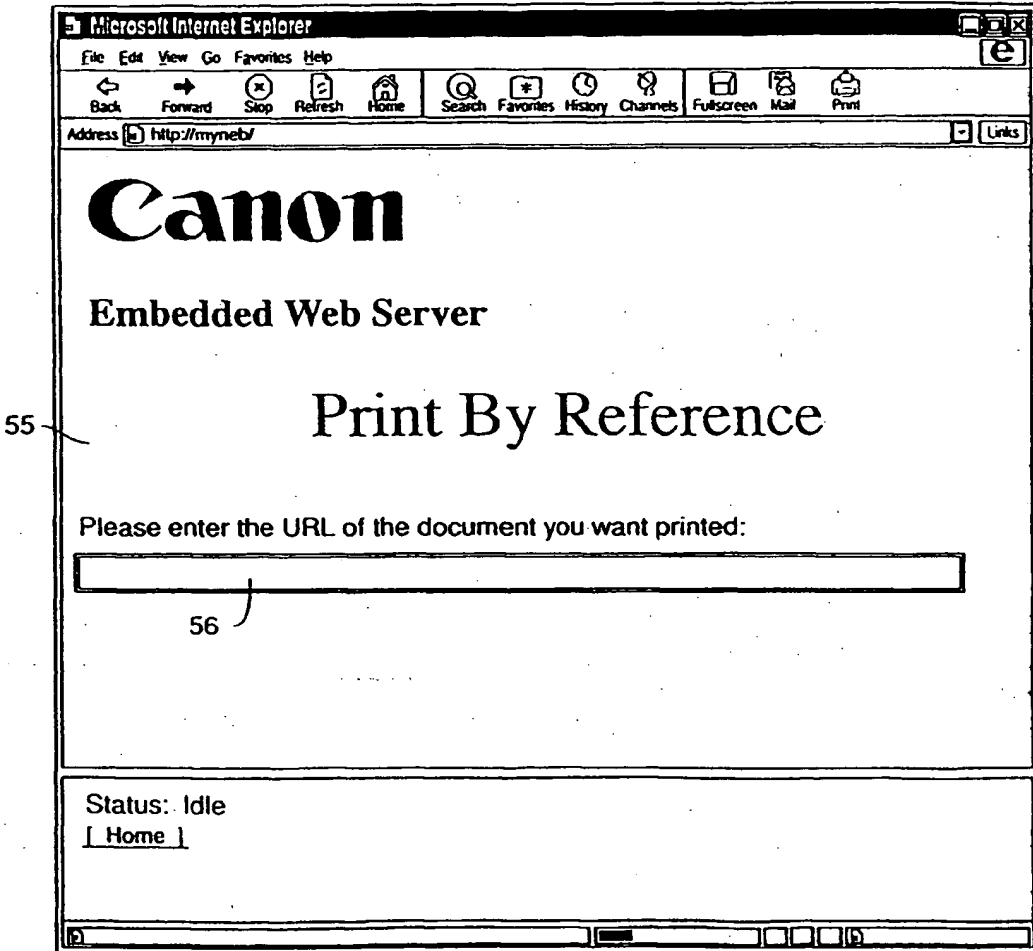 Microsoft Internet Explorer
File Edit View Go Favorites Help
Back Forward Stop Refresh Home Search Favorites History Channels Fullscreen Mail Print
Address http://myneb/ Links
Canon
Embedded Web Server
55
Print By Reference
Please enter the URL of the document you want printed:
56
Status: Idle
[ Home ]